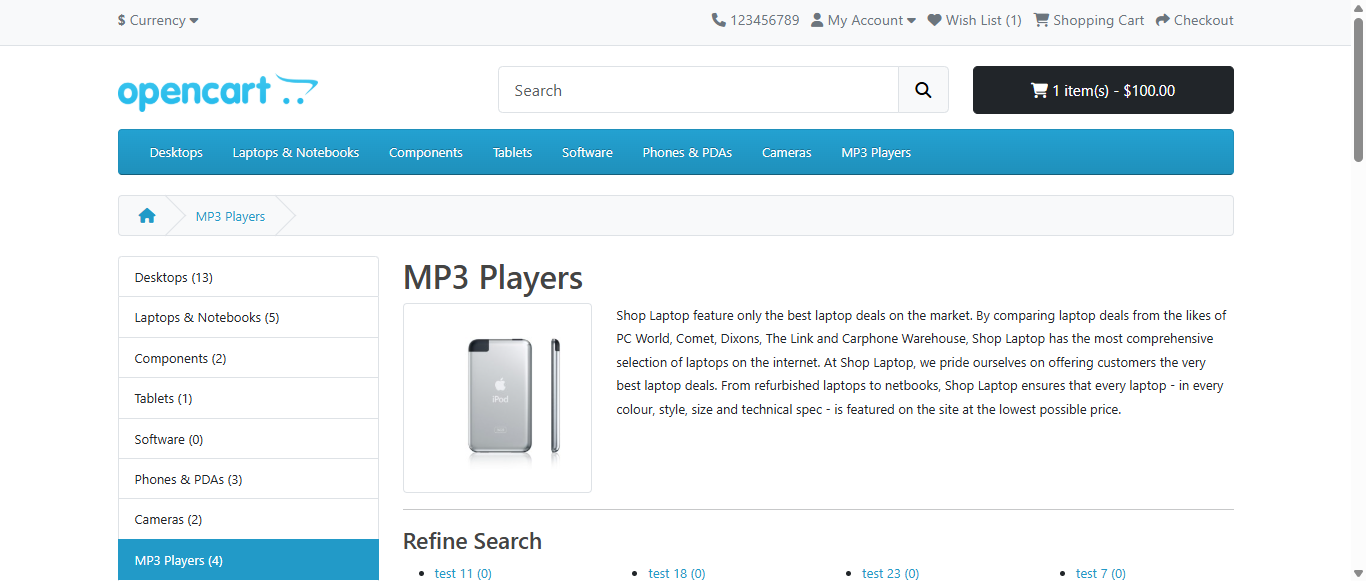 $ Currency
123456789 My Account Wish List (1) Shopping Cart Checkout
opencart
Search
1 item(s) - $100.00
Desktops Laptops & Notebooks Components Tablets Software Phones & PDAs Cameras MP3 Players
MP3 Players
Desktops (13)
Laptops & Notebooks (5)
Components (2)
Tablets (1)
Software (0)
Phones & PDAs (3)
Cameras (2)
MP3 Players (4)
MP3 Players
iPod
Shop Laptop feature only the best laptop deals on the market. By comparing laptop deals from the likes of
PC World, Comet, Dixons, The Link and Carphone Warehouse, Shop Laptop has the most comprehensive
selection of laptops on the internet. At Shop Laptop, we pride ourselves on offering customers the very
best laptop deals. From refurbished laptops to netbooks, Shop Laptop ensures that every laptop - in every
colour, style, size and technical spec - is featured on the site at the lowest possible price.
Refine Search
test 11 (0) test 18 (0) test 23 (0) test 7 (0)